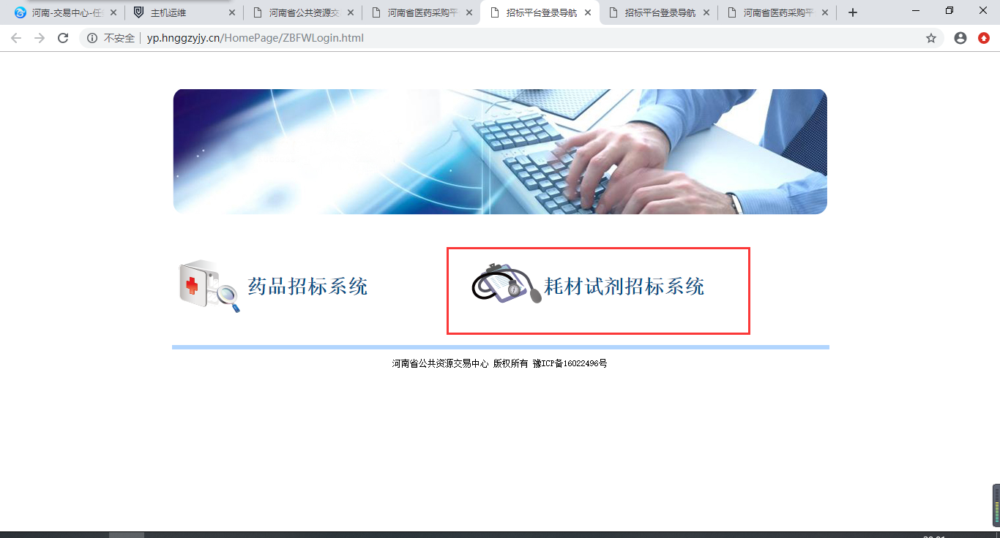 河南-交易中心-任
主机运维
河南省公共资源交
河南省医药采购平
招标平台登录导航
招标平台登录导航
河南省医药采购平
不安全
yp.hnggzyjy.cn/HomePage/ZBFWLogin.html
药品招标系统
耗材试剂招标系统
河南省公共资源交易中心 版权所有 豫ICP备16022496号